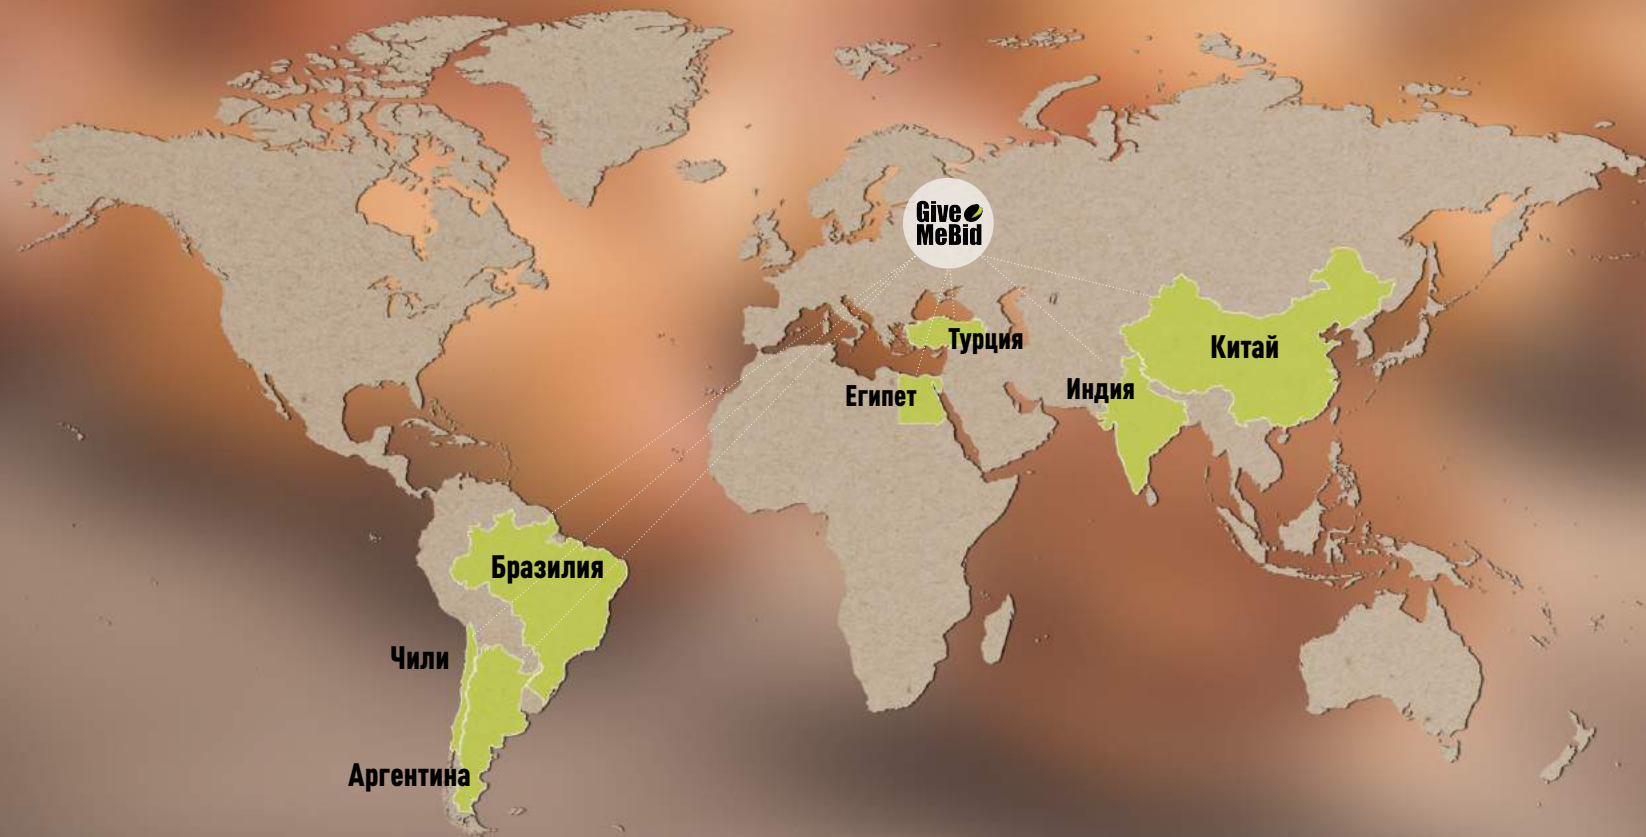 Give
MeBid
Турция
Китай
Египет
Индия
Бразилия
Чили
Аргентина